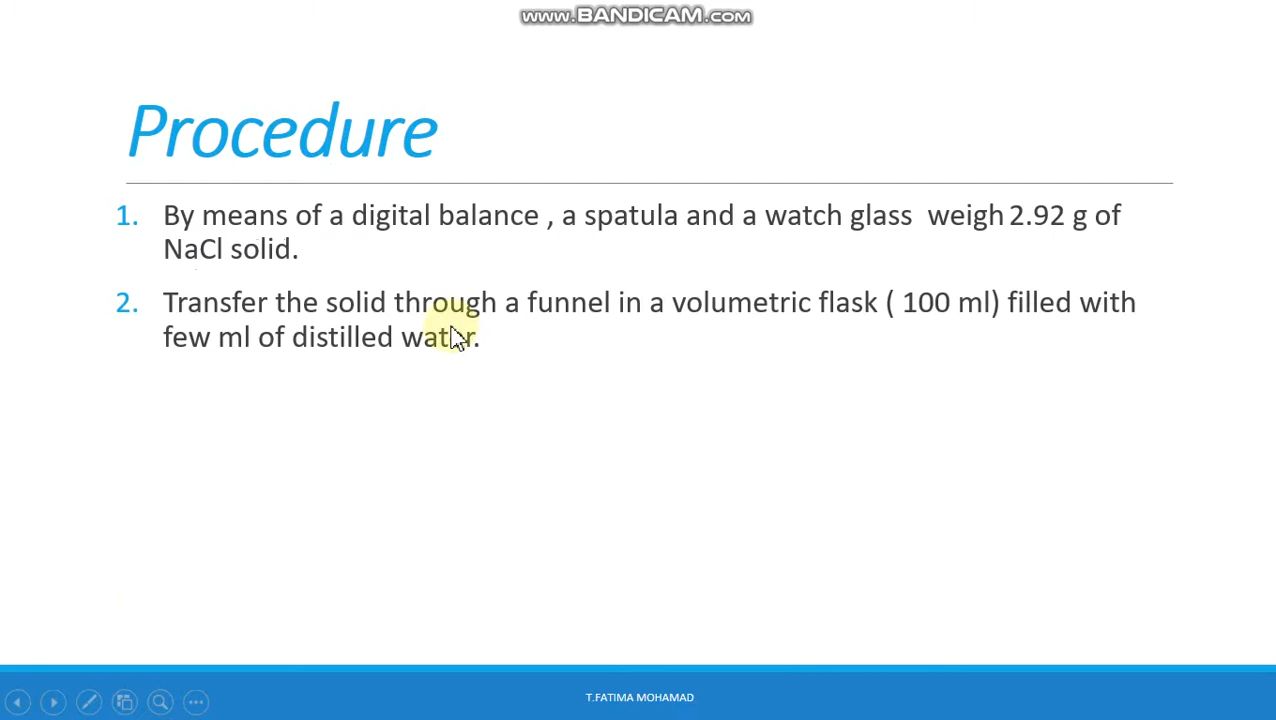 www.BANDICAM.com
Procedure
1. By means of a digital balance , a spatula and a watch glass weigh 2.92 g of
NaCl solid.
2. Transfer the solid through a funnel in a volumetric flask ( 100 ml) filled with
few ml of distilled water.
T.FATIMA MOHAMAD